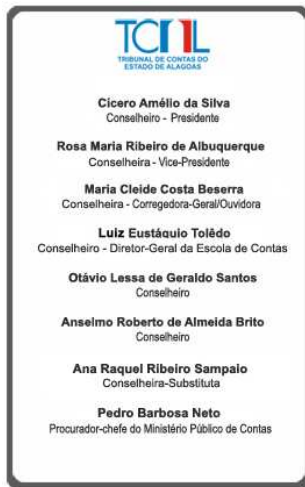 TCAL
TRIBUNAL DE CONTAS DO
ESTADO DE ALAGOAS
Cícero Amélio da Silva
Conselheiro - Presidente
Rosa Maria Ribeiro de Albuquerque
Conselheira - Vice-Presidente
Maria Cleide Costa Beserra
Conselheira - Corregedora-Geral/Ouvidora
Luiz Eustáquio Tolêdo
Conselheiro - Diretor-Geral da Escola de Contas
Otávio Lessa de Geraldo Santos
Conselheiro
Anselmo Roberto de Almeida Brito
Conselheiro
Ana Raquel Ribeiro Sampaio
Conselheira-Substituta
Pedro Barbosa Neto
Procurador-chefe do Ministério Público de Contas